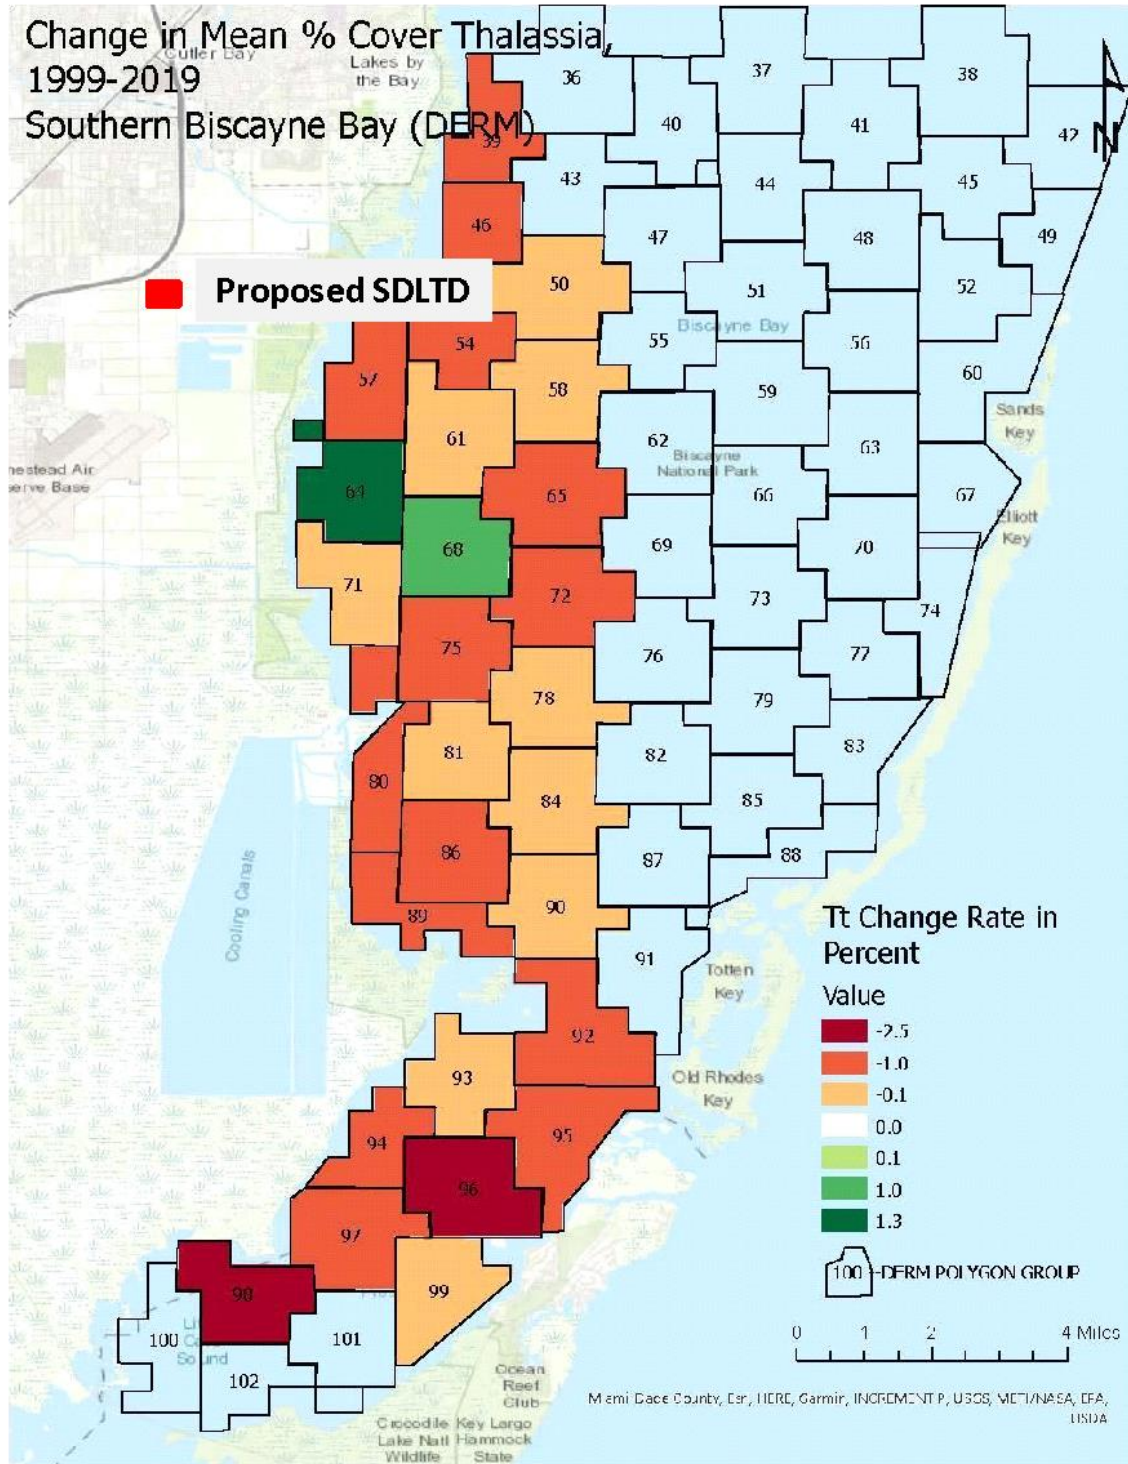 Change in Mean % Cover Thalassia
1999-2019
Southern Biscayne Bay (DERM)
Cutler Bay
Lakes by
the Bay
36
37
38
39
40
41
42
43
44
45
46
47
48
49
50
51
52
Proposed SDLTD
54
55
Biscayne Bay
56
57
58
59
60
61
62
63
Sands
Key
Biscayne
National Park
mestead Air
serve Base
64
65
66
67
Elliott
Key
68
69
70
71
72
73
74
75
76
77
78
79
80
81
82
83
84
85
86
87
88
89
90
91
Cooling Canals
Totten
Key
92
93
Old Rhodes
Key
94
95
96
97
98
99
100
101
102
Sound
Ocean
Reef
Club
Crocodile
Lake Natl
Wildlife
Key Largo
Hammock
State
N
Tt Change Rate in
Percent
Value
-2.5
-1.0
-0.1
0.0
0.1
1.0
1.3
100 -DERM POLYGON GROUP
0 1 2 4 Miles
Miami Dade County, Esri, HERE, Garmin, INCREMENT P, USGS, METI/NASA, EPA,
USDA